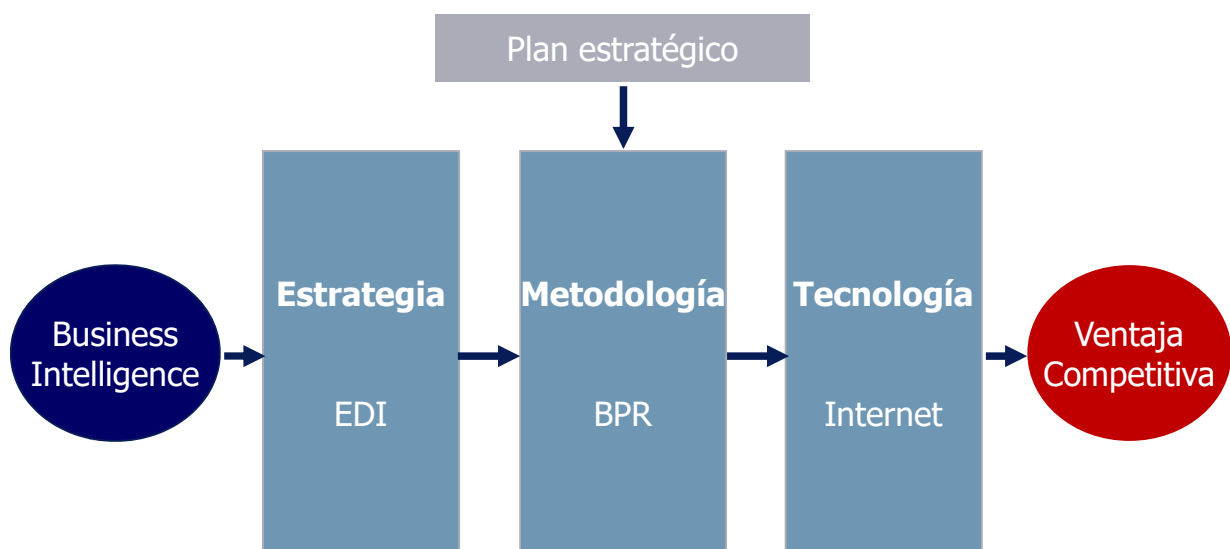 Plan estratégico
Business
Intelligence
Estrategia
EDI
Metodología
BPR
Tecnología
Internet
Ventaja
Competitiva